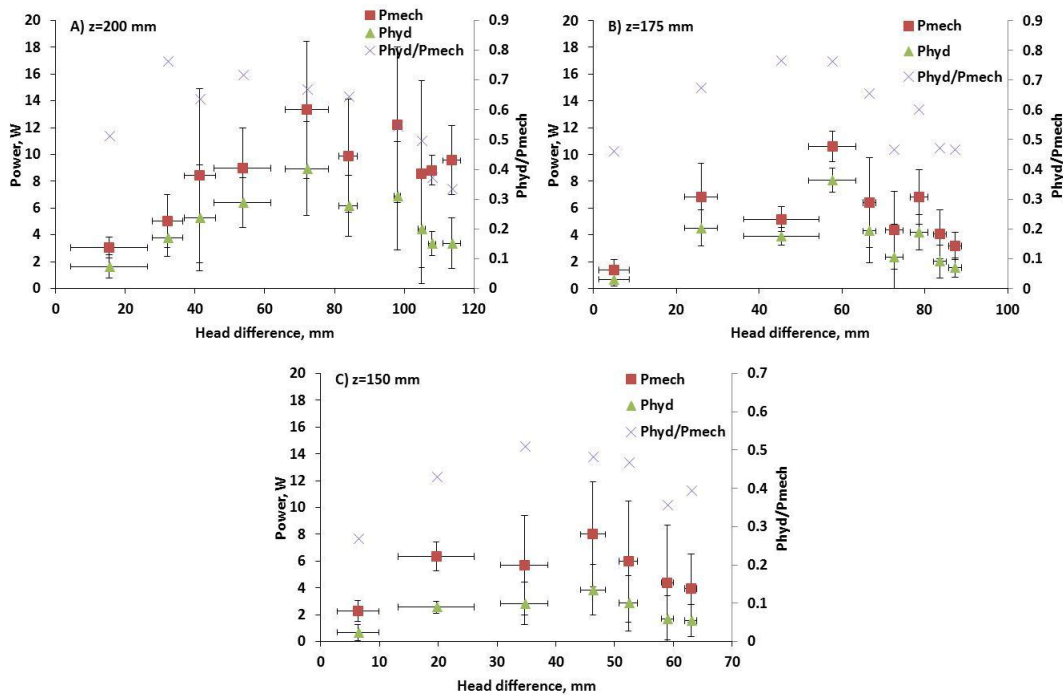 A) z=200 mm
Pmech
Phyd
Phyd/Pmech
Power, W
20
18
16
14
12
10
8
6
4
2
0
0 20 40 60 80 100 120
Head difference, mm
0.9
0.8
0.7
0.6
0.5
0.4
0.3
0.2
0.1
0
Phyd/Pmech
B) z=175 mm
Pmech
Phyd
Phyd/Pmech
Power, W
20
18
16
14
12
10
8
6
4
2
0
0 20 40 60 80 100
Head difference, mm
0.9
0.8
0.7
0.6
0.5
0.4
0.3
0.2
0.1
0
Phyd/Pmech
C) z=150 mm
Pmech
Phyd
Phyd/Pmech
Power, W
20
18
16
14
12
10
8
6
4
2
0
0 10 20 30 40 50 60 70
Head difference, mm
0.7
0.6
0.5
0.4
0.3
0.2
0.1
0
Phyd/Pmech